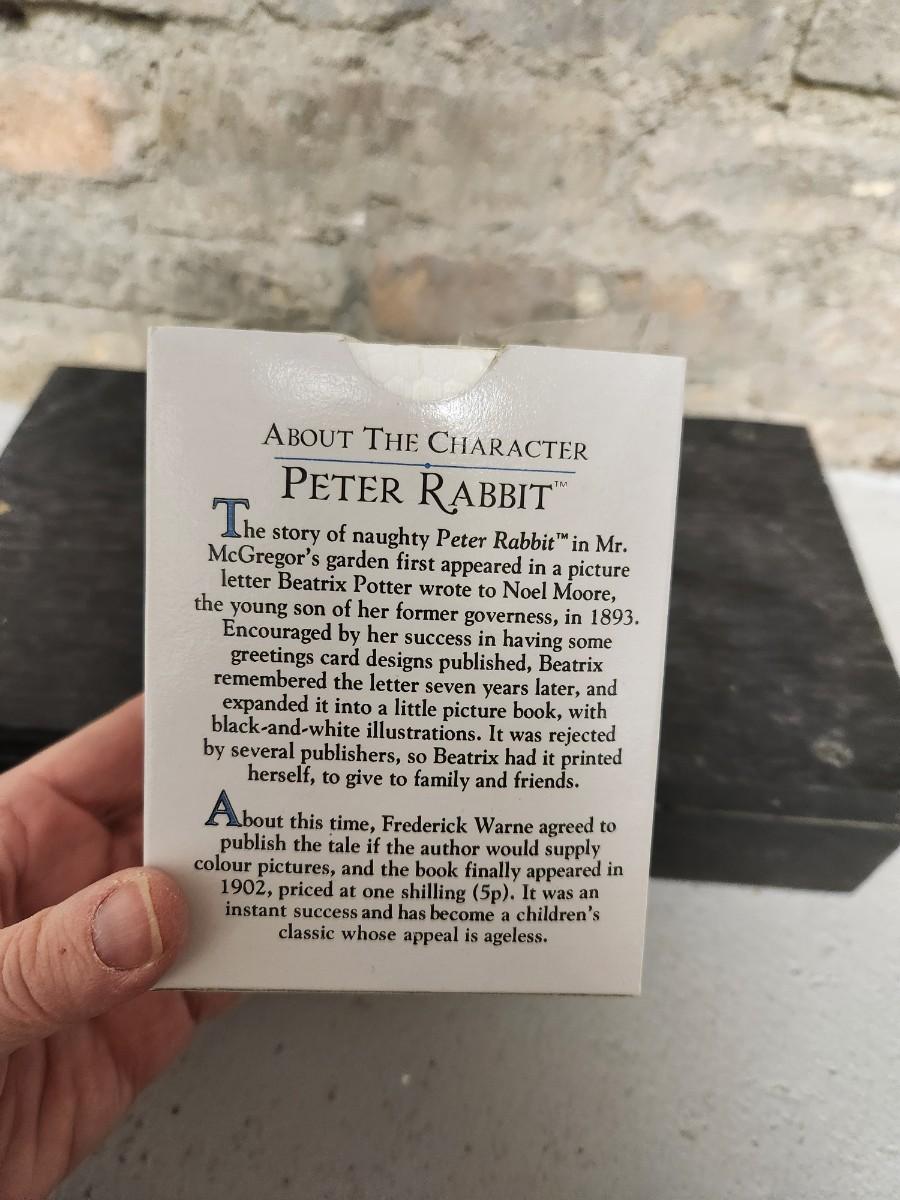 ABOUT THE CHARACTER
PETER RABBIT™
The story of naughty Peter Rabbit™ in Mr.
McGregor's garden first appeared in a picture
letter Beatrix Potter wrote to Noel Moore,
the young son of her former governess, in 1893.
Encouraged by her success in having some
greetings card designs published, Beatrix
remembered the letter seven years later, and
expanded it into a little picture book, with
black-and-white illustrations. It was rejected
by several publishers, so Beatrix had it printed
herself, to give to family and friends.
About this time, Frederick Warne agreed to
publish the tale if the author would supply
colour pictures, and the book finally appeared in
1902, priced at one shilling (5p). It was an
instant success and has become a children's
classic whose appeal is ageless.